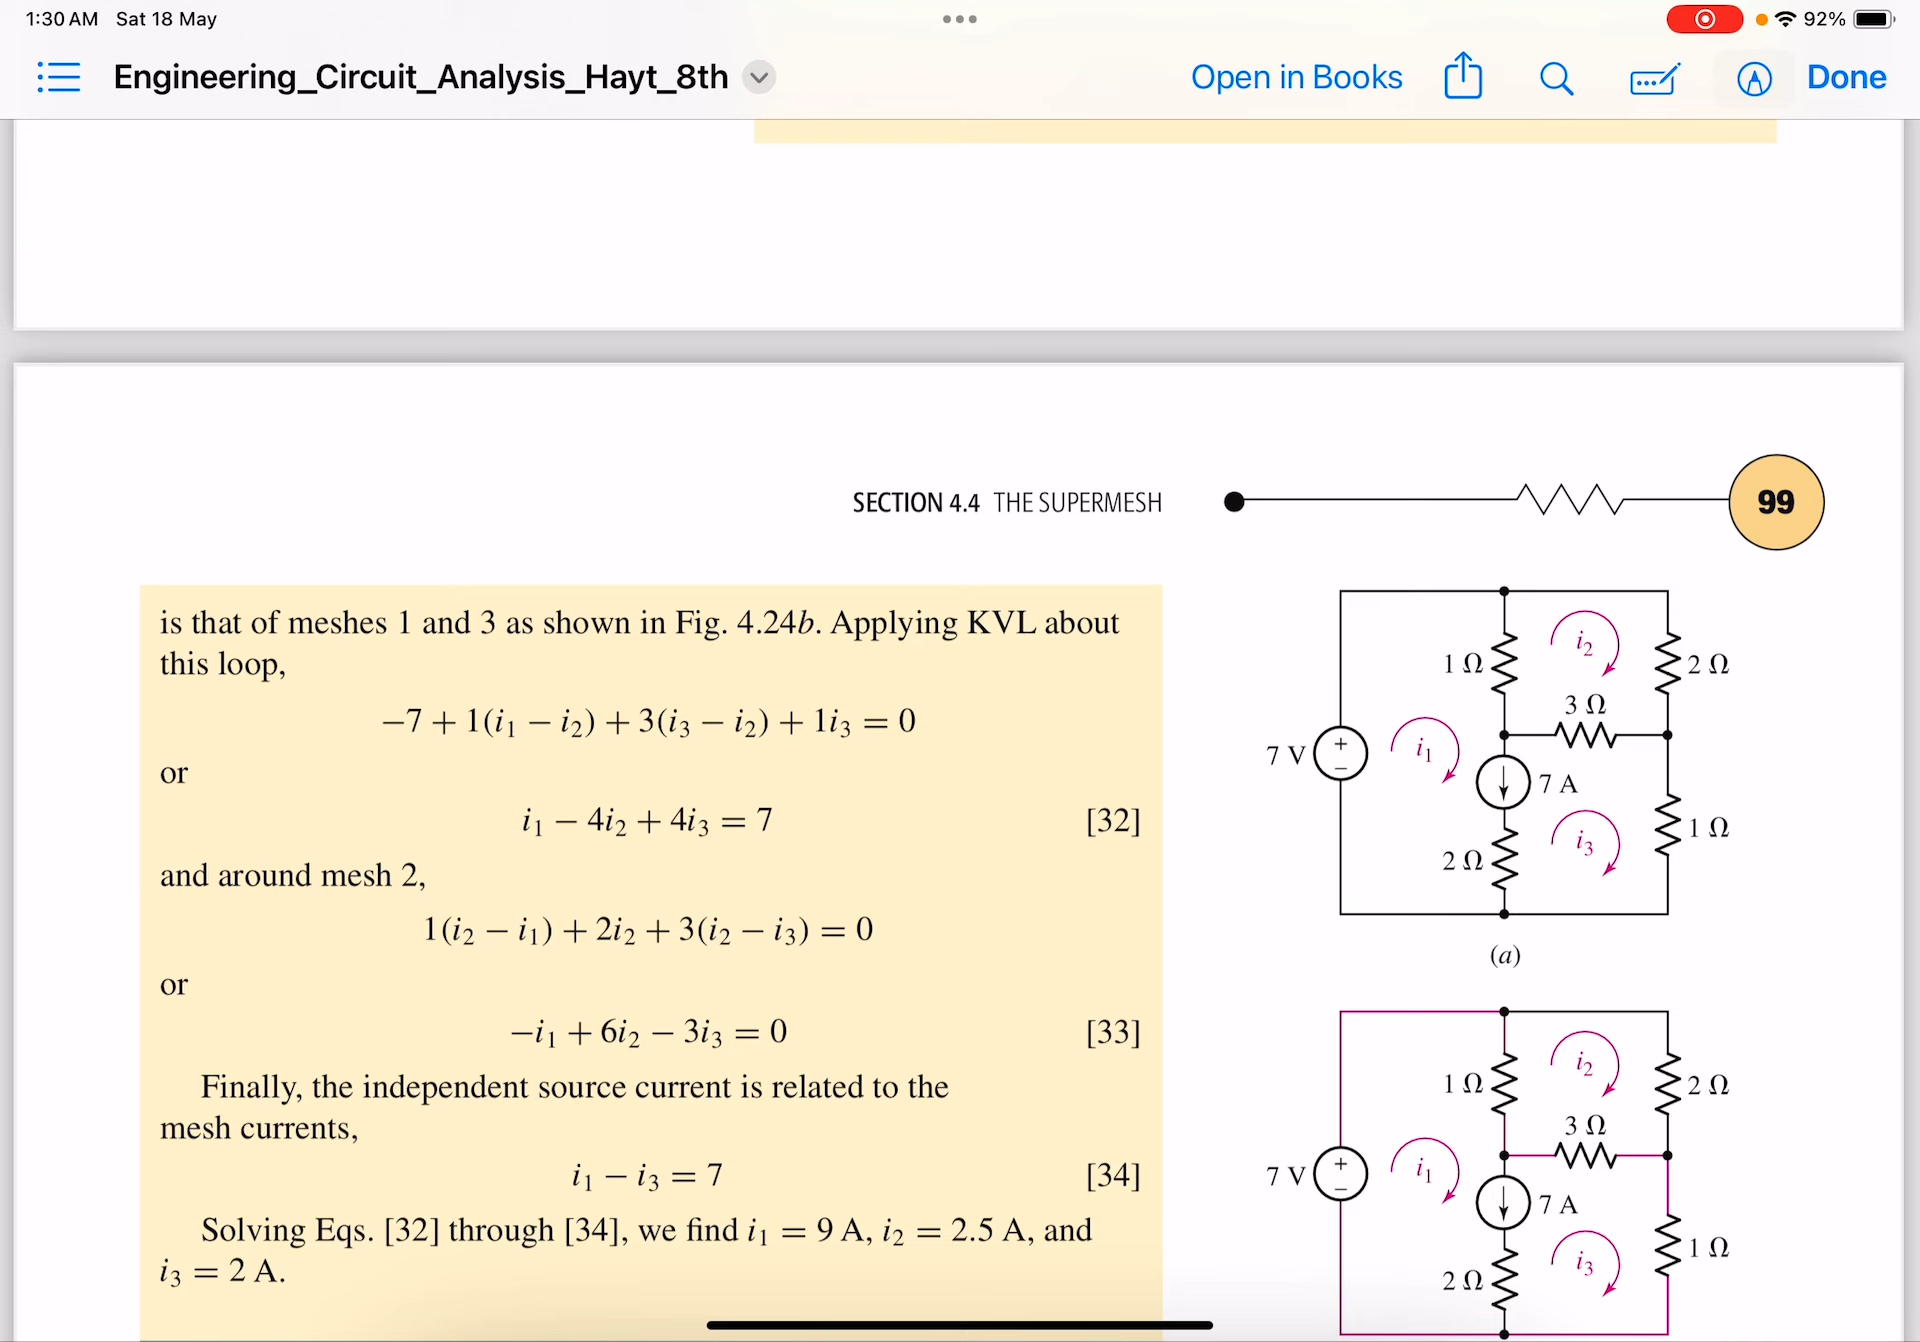 1:30 AM Sat 18 May
92%
Engineering_Circuit_Analysis_Hayt_8th
Open in Books
Done
SECTION 4.4 THE SUPERMESH
99
is that of meshes 1 and 3 as shown in Fig. 4.24b. Applying KVL about
this loop,
−7 + 1(i₁ − i₂) + 3(i₃ − i₂) + 1i₃ = 0
or
i₁ − 4i₂ + 4i₃ = 7 [32]
and around mesh 2,
1(i₂ − i₁) + 2i₂ + 3(i₂ − i₃) = 0
or
−i₁ + 6i₂ − 3i₃ = 0 [33]
Finally, the independent source current is related to the
mesh currents,
i₁ − i₃ = 7 [34]
Solving Eqs. [32] through [34], we find i₁ = 9 A, i₂ = 2.5 A, and
i₃ = 2 A.
i₂
1 Ω
2 Ω
3 Ω
7 V
+
−
i₁
7 A
i₃
1 Ω
2 Ω
(a)
i₂
1 Ω
2 Ω
3 Ω
7 V
+
−
i₁
7 A
i₃
1 Ω
2 Ω